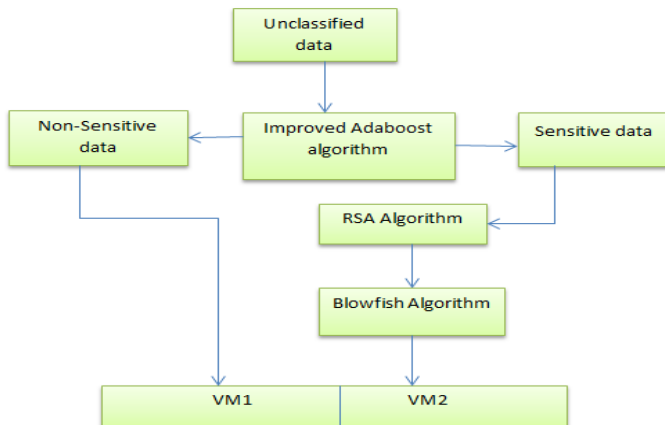 Unclassified
data
Non-Sensitive
data
Improved Adaboost
algorithm
Sensitive data
RSA Algorithm
Blowfish Algorithm
VM1
VM2